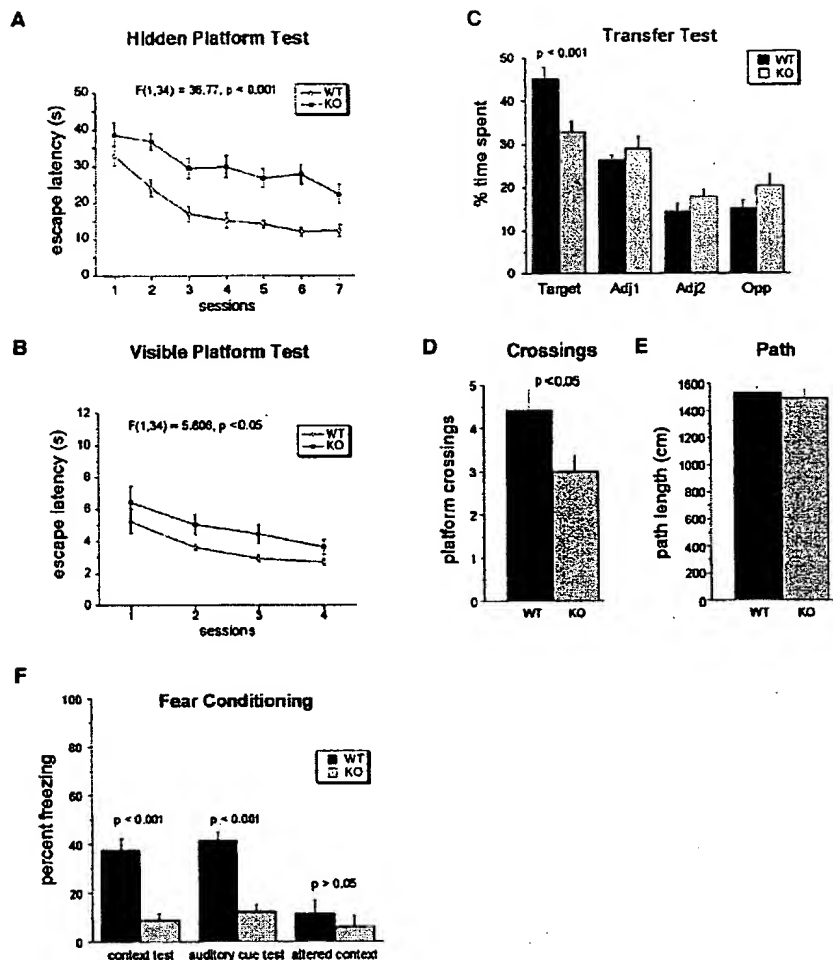 A
Hidden Platform Test
F(1,34) = 36.77, p < 0.001
WT
KO
escape latency (s)
50
40
30
20
10
0
1 2 3 4 5 6 7
sessions
B
Visible Platform Test
F(1,34) = 5.606, p <0.05
WT
KO
escape latency (s)
12
10
8
6
4
2
0
1 2 3 4
sessions
C
Transfer Test
p < 0.001
WT
KO
% time spent
50
40
30
20
10
0
Target Adj1 Adj2 Opp
D
Crossings
p <0.05
platform crossings
5
4
3
2
1
0
WT KO
E
Path
path length (cm)
1600
1400
1200
1000
800
600
400
200
0
WT KO
F
Fear Conditioning
WT
KO
percent freezing
100
80
60
40
20
0
p < 0.001
p < 0.001
p > 0.05
context test auditory cue test altered context